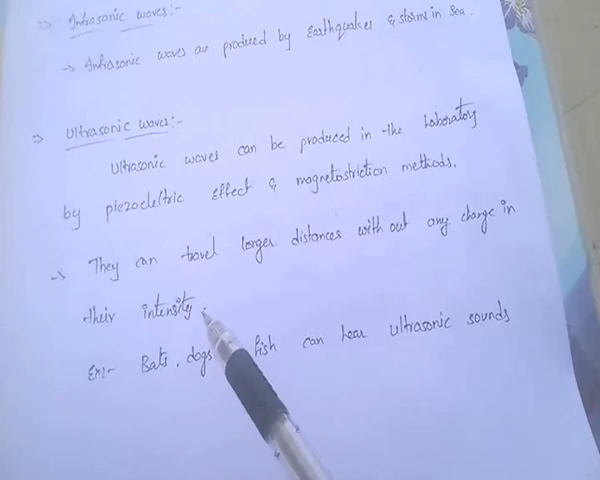 ⇒ Infrasonic waves:-
→ Infrasonic waves are produced by Earthquakes & storms in sea.
⇒ Ultrasonic waves:-
Ultrasonic waves can be produced in the Laboratory
by piezoelectric effect & magnetostriction methods.
→ They can travel longer distances with out any change in
their intensity.
Ex:- Bats, dogs fish can hear ultrasonic sounds